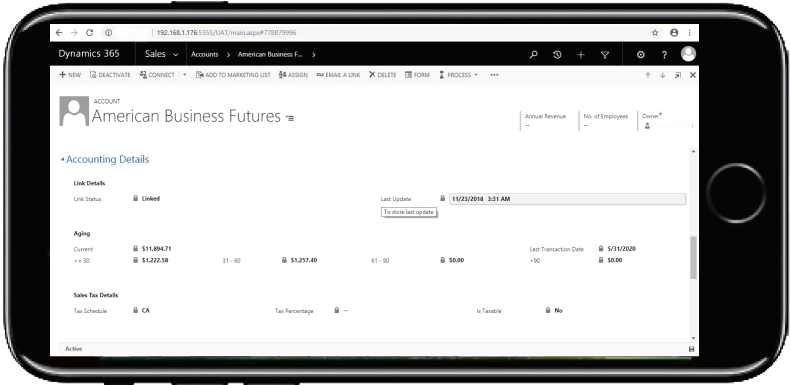 192.168.1.176:5555/UAT/main.aspx#778879996
Dynamics 365 Sales Accounts > American Business F... >
NEW DEACTIVATE CONNECT ADD TO MARKETING LIST ASSIGN EMAIL A LINK DELETE FORM PROCESS •••
ACCOUNT
American Business Futures
Annual Revenue No. of Employees Owner*
-- --
Accounting Details
Link Details
Link Status Linked Last Update 11/23/2018 3:31 AM
To store last update
Aging
Current $11,894.71 Last Transaction Date 5/31/2020
<= 30 $1,222.58 31 - 60 $1,257.40 61 - 90 $0.00 >90 $0.00
Sales Tax Details
Tax Schedule CA Tax Percentage -- Is Taxable No
Active